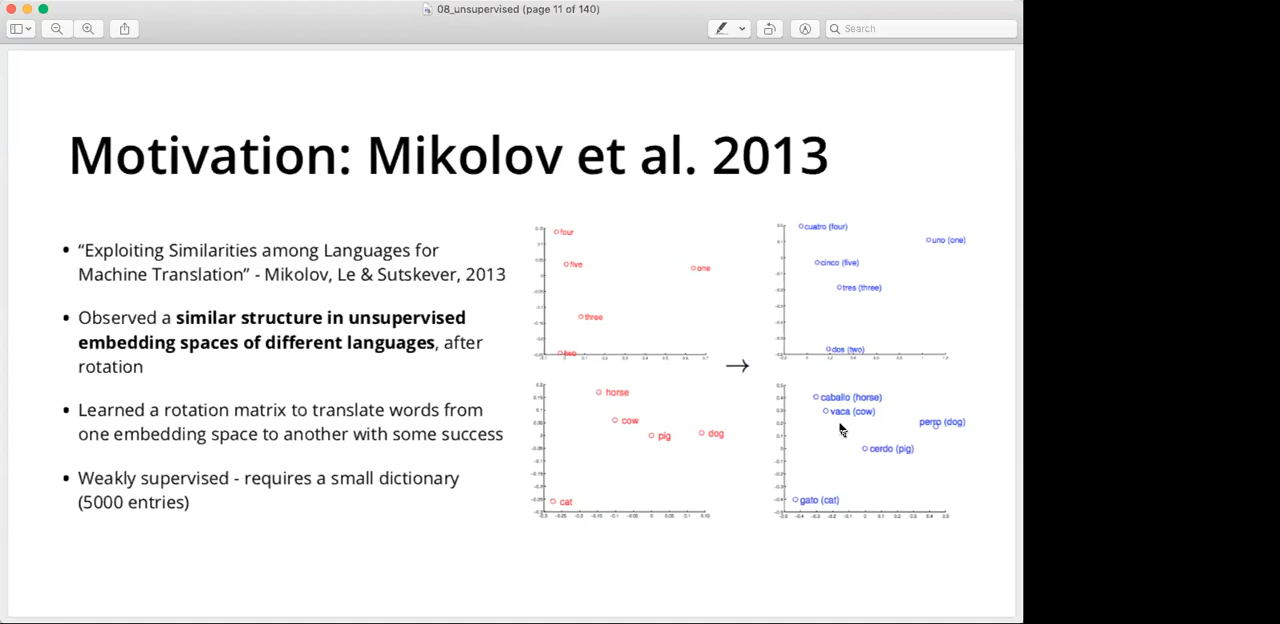 08_unsupervised (page 11 of 140)
Search
Motivation: Mikolov et al. 2013
• “Exploiting Similarities among Languages for
Machine Translation” - Mikolov, Le & Sutskever, 2013
• Observed a similar structure in unsupervised
embedding spaces of different languages, after
rotation
• Learned a rotation matrix to translate words from
one embedding space to another with some success
• Weakly supervised - requires a small dictionary
(5000 entries)
four
five
one
three
two
→
cuatro (four)
uno (one)
cinco (five)
tres (three)
dos (two)
horse
cow
pig
dog
cat
caballo (horse)
vaca (cow)
perro (dog)
cerdo (pig)
gato (cat)